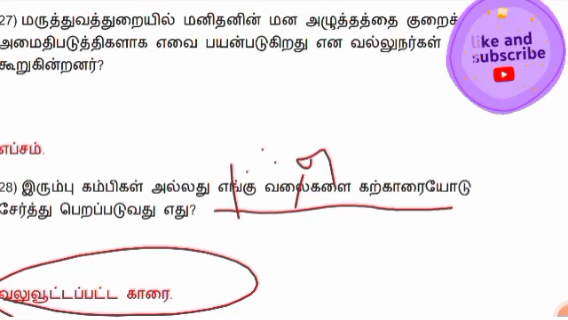 27) மருத்துவத்துறையில் மனிதனின் மன அழுத்தத்தை குறைக்
அமைதிபடுத்திகளாக எவை பயன்படுகிறது என வல்லுநர்கள்
கூறுகின்றனர்?
like and
subscribe
எப்சம்.
28) இரும்பு கம்பிகள் அல்லது எங்கு வலைகளை கற்காரையோடு
சேர்த்து பெறப்படுவது எது?
வலுவூட்டப்பட்ட காரை.